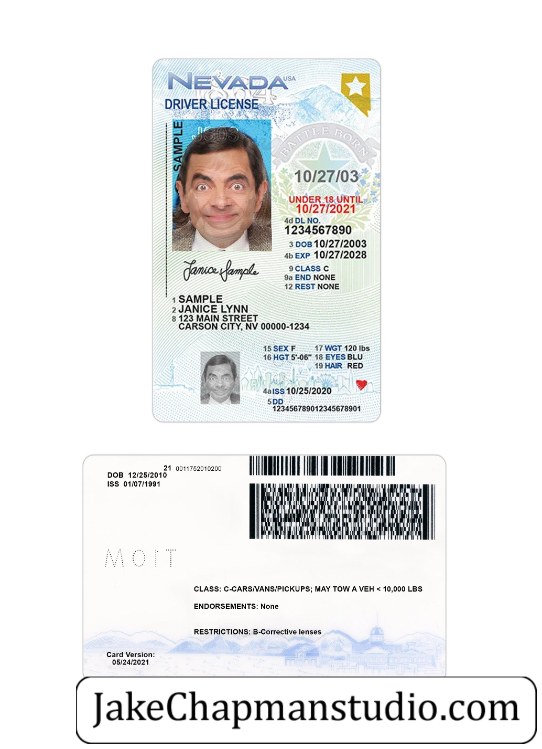 NEVADA USA
DRIVER LICENSE
SAMPLE
BATTLE BORN
10/27/03
UNDER 18 UNTIL
10/27/2021
4d DL NO.
1234567890
3 DOB 10/27/2003
4b EXP 10/27/2028
9 CLASS C
9a END NONE
12 REST NONE
Janice Sample
1 SAMPLE
2 JANICE LYNN
8 123 MAIN STREET
CARSON CITY, NV 00000-1234
15 SEX F 17 WGT 120 lbs
16 HGT 5'-06" 18 EYES BLU
19 HAIR RED
4a ISS 10/25/2020
5 DD
123456789012345678901
21 0011752010200
DOB 12/25/2010
ISS 01/07/1991
CLASS: C-CARS/VANS/PICKUPS; MAY TOW A VEH < 10,000 LBS
ENDORSEMENTS: None
RESTRICTIONS: B-Corrective lenses
Card Version:
05/24/2021
JakeChapmanstudio.com